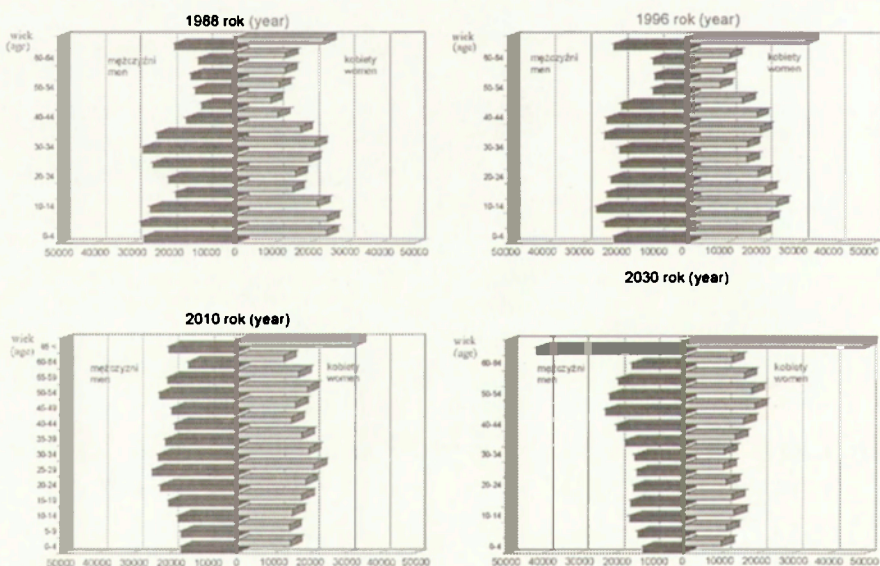 1988 rok (year)
wiek
(age)
mężczyźni
men
kobiety
women
60-64
50-54
40-44
30-34
20-24
10-14
0-4
50000 40000 30000 20000 10000 0 10000 20000 30000 40000 50000
1996 rok (year)
wiek
(age)
mężczyźni
men
kobiety
women
60-64
50-54
40-44
30-34
20-24
10-14
0-4
50000 40000 30000 20000 10000 0 10000 20000 30000 40000 50000
2010 rok (year)
wiek
(age)
mężczyźni
men
kobiety
women
65 <
60-64
55-59
50-54
45-49
40-44
35-39
30-34
25-29
20-24
15-19
10-14
5-9
0-4
50000 40000 30000 20000 10000 0 10000 20000 30000 40000 50000
2030 rok (year)
wiek
(age)
mężczyźni
men
kobiety
women
60-64
50-54
40-44
30-34
20-24
10-14
0-4
50000 40000 30000 20000 10000 0 10000 20000 30000 40000 50000